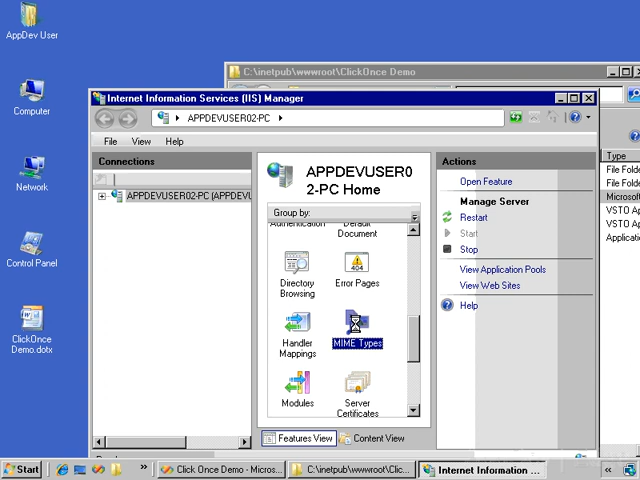 AppDev User
Computer
Network
Control Panel
ClickOnce
Demo.dotx
C:\inetpub\wwwroot\ClickOnce Demo
Internet Information Services (IIS) Manager
APPDEVUSER02-PC
File View Help
Connections
APPDEVUSER02-PC (APPDEVU
APPDEVUSER0
2-PC Home
Group by:
Authentication
Default
Document
Directory
Browsing
Error Pages
404
Handler
Mappings
MIME Types
Modules
Server
Certificates
Features View
Content View
Actions
Open Feature
Manage Server
Restart
Start
Stop
View Application Pools
View Web Sites
Help
Type
File Folde
File Folde
Microsoft
VSTO Ap
VSTO Ap
Applicati
Start
Click Once Demo - Micros...
C:\inetpub\wwwroot\Clic...
Internet Information ...